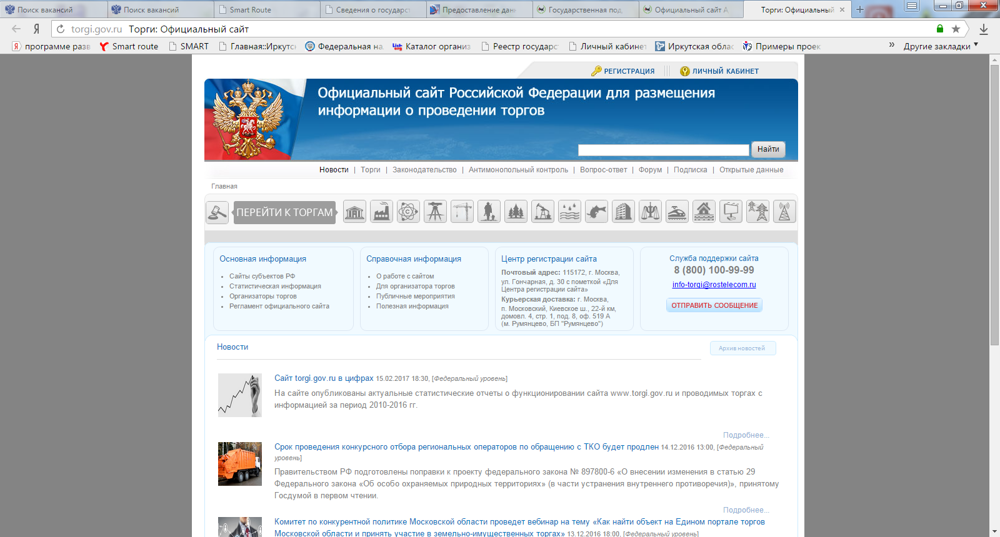 Поиск вакансий
Поиск вакансий
Smart Route
Сведения о государст
Предоставление дан
Государственная под
Официальный сайт А
Торги: Официальный
torgi.gov.ru Торги: Официальный сайт
программе разв
Smart route
SMART
Главная::Иркутс
Федеральная на
Каталог организ
Реестр государс
Личный кабинет
Иркутская облас
Примеры проек
»
Другие закладки
РЕГИСТРАЦИЯ
ЛИЧНЫЙ КАБИНЕТ
Официальный сайт Российской Федерации для размещения
информации о проведении торгов
Найти
Новости | Торги | Законодательство | Антимонопольный контроль | Вопрос-ответ | Форум | Подписка | Открытые данные
Главная
ПЕРЕЙТИ К ТОРГАМ
Основная информация
Сайты субъектов РФ
Статистическая информация
Организаторы торгов
Регламент официального сайта
Справочная информация
О работе с сайтом
Для организатора торгов
Публичные мероприятия
Полезная информация
Центр регистрации сайта
Почтовый адрес: 115172, г. Москва,
ул. Гончарная, д. 30 с пометкой «Для
Центра регистрации сайта»
Курьерская доставка: г. Москва,
п. Московский, Киевское ш., 22-й км,
домовл. 4, стр. 1, под. 8, оф. 519 А
(м. Румянцево, БП "Румянцево")
Служба поддержки сайта
8 (800) 100-99-99
info-torgi@rostelecom.ru
ОТПРАВИТЬ СООБЩЕНИЕ
Новости
Архив новостей
Сайт torgi.gov.ru в цифрах 15.02.2017 18:30, [Федеральный уровень]
На сайте опубликованы актуальные статистические отчеты о функционировании сайта www.torgi.gov.ru и проводимых торгах с
информацией за период 2010-2016 гг.
Подробнее...
Срок проведения конкурсного отбора региональных операторов по обращению с ТКО будет продлен 14.12.2016 13:00, [Федеральный
уровень]
Правительством РФ подготовлены поправки к проекту федерального закона № 897800-6 «О внесении изменения в статью 29
Федерального закона «Об особо охраняемых природных территориях» (в части устранения внутреннего противоречия)», принятому
Госдумой в первом чтении.
Подробнее...
Комитет по конкурентной политике Московской области проведет вебинар на тему «Как найти объект на Едином портале торгов
Московской области и принять участие в земельно-имущественных торгах» 13.12.2016 18:00, [Федеральный уровень]